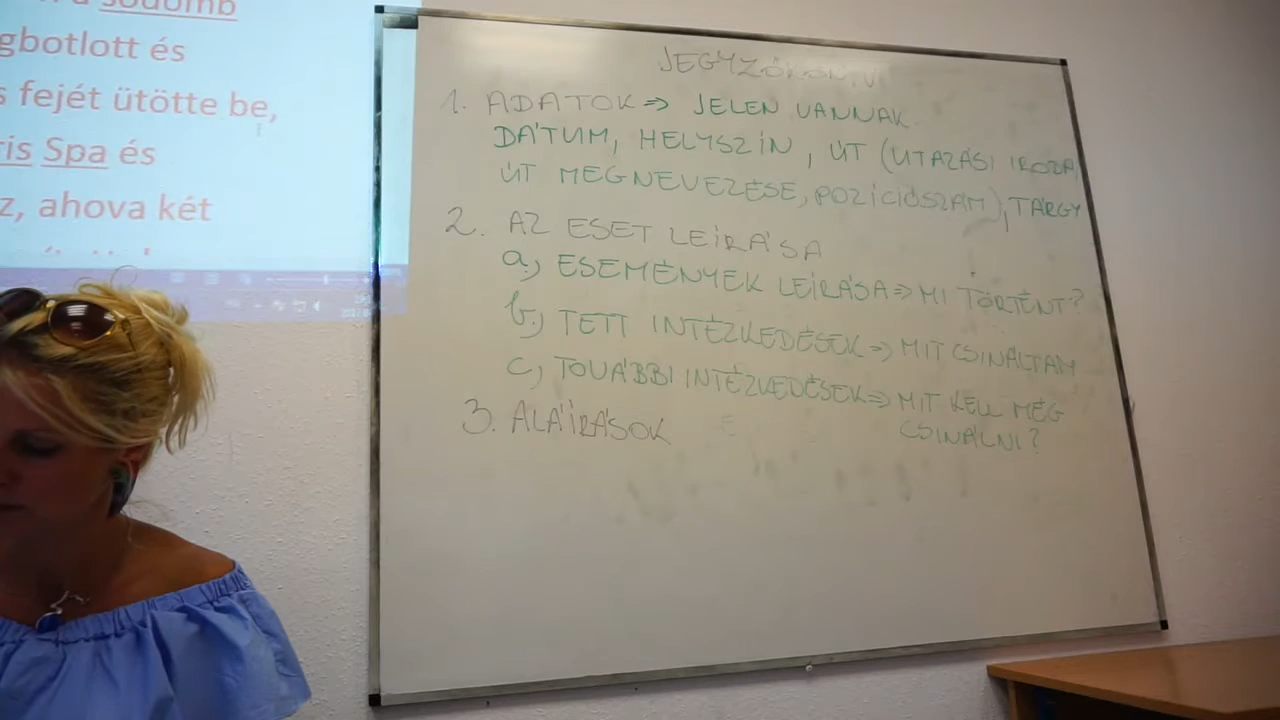 sodomb
gbotlott és
s fejét ütötte be,
ris Spa és
z, ahova két
JEGYZŐKÖNYV
1. ADATOK => JELEN VANNAK
DÁTUM, HELYSZÍN, ÚT (UTAZÁSI IRODA,
ÚT MEGNEVEZÉSE, POZÍCIÓSZÁM), TÁRGY
2. AZ ESET LEÍRÁSA
a, ESEMÉNYEK LEÍRÁSA => MI TÖRTÉNT?
b, TETT INTÉZKEDÉSEK => MIT CSINÁLTAM
c, TOVÁBBI INTÉZKEDÉSEK => MIT KELL MÉG
CSINÁLNI?
3. ALÁÍRÁSOK